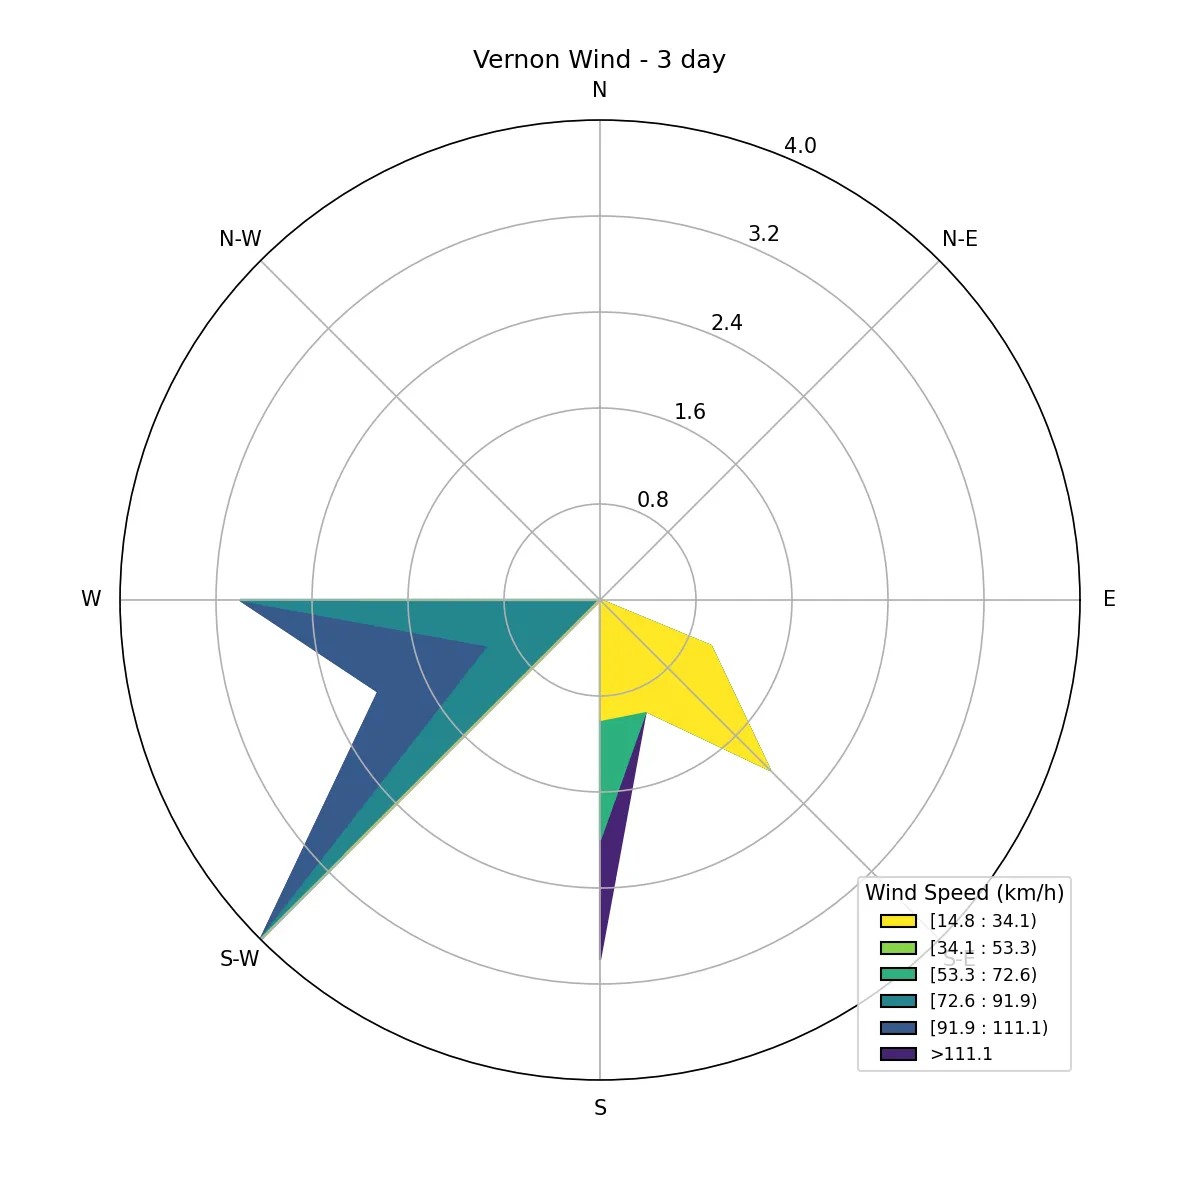 Vernon Wind - 3 day
N
4.0
3.2
N-W
N-E
2.4
1.6
0.8
W
E
S-W
S-E
S
Wind Speed (km/h)
[14.8 : 34.1)
[34.1 : 53.3)
[53.3 : 72.6)
[72.6 : 91.9)
[91.9 : 111.1)
>111.1